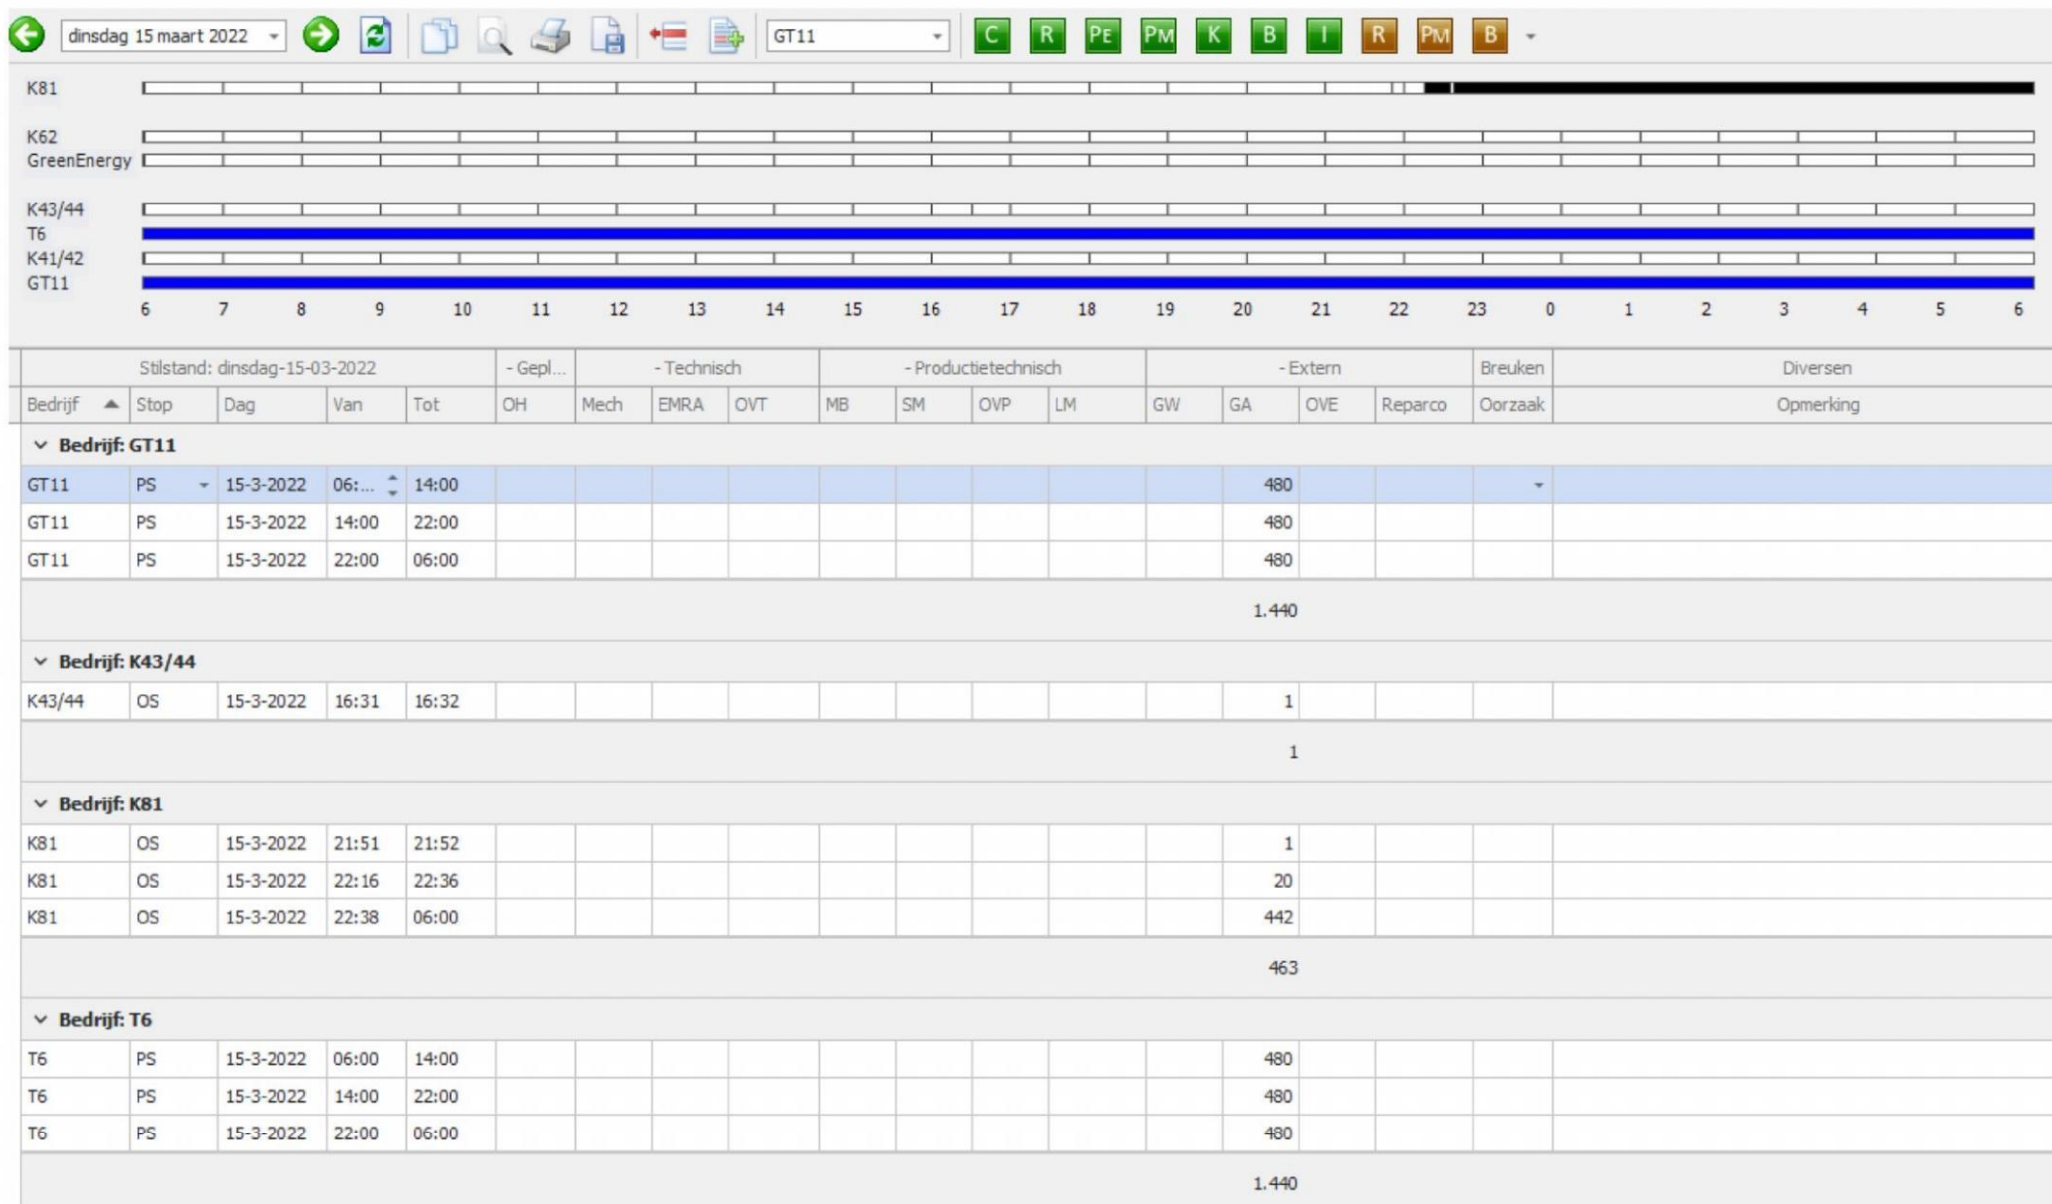 dinsdag 15 maart 2022 GT11 C R PE PM K B I R PM B
K81
K62
GreenEnergy
K43/44
T6
K41/42
GT11
6 7 8 9 10 11 12 13 14 15 16 17 18 19 20 21 22 23 0 1 2 3 4 5 6
Stilstand: dinsdag-15-03-2022 - Gepl... - Technisch - Productietechnisch - Extern Breuken Diversen
Bedrijf Stop Dag Van Tot OH Mech EMRA OVT MB SM OVP LM GW GA OVE Reparco Oorzaak Opmerking
Bedrijf: GT11
GT11 PS 15-3-2022 06:... 14:00 480
GT11 PS 15-3-2022 14:00 22:00 480
GT11 PS 15-3-2022 22:00 06:00 480
1.440
Bedrijf: K43/44
K43/44 OS 15-3-2022 16:31 16:32 1
1
Bedrijf: K81
K81 OS 15-3-2022 21:51 21:52 1
K81 OS 15-3-2022 22:16 22:36 20
K81 OS 15-3-2022 22:38 06:00 442
463
Bedrijf: T6
T6 PS 15-3-2022 06:00 14:00 480
T6 PS 15-3-2022 14:00 22:00 480
T6 PS 15-3-2022 22:00 06:00 480
1.440